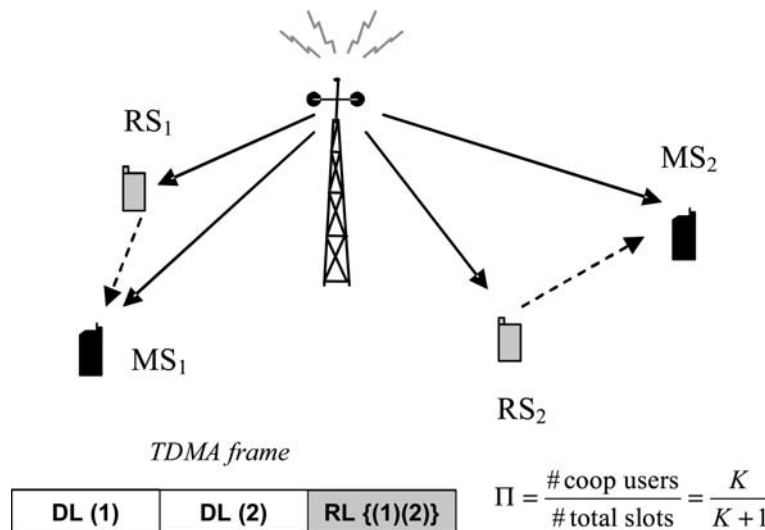 RS₁
MS₂
MS₁
RS₂
TDMA frame
DL (1) DL (2) RL {(1)(2)}
Π = # coop users / # total slots = K / K + 1